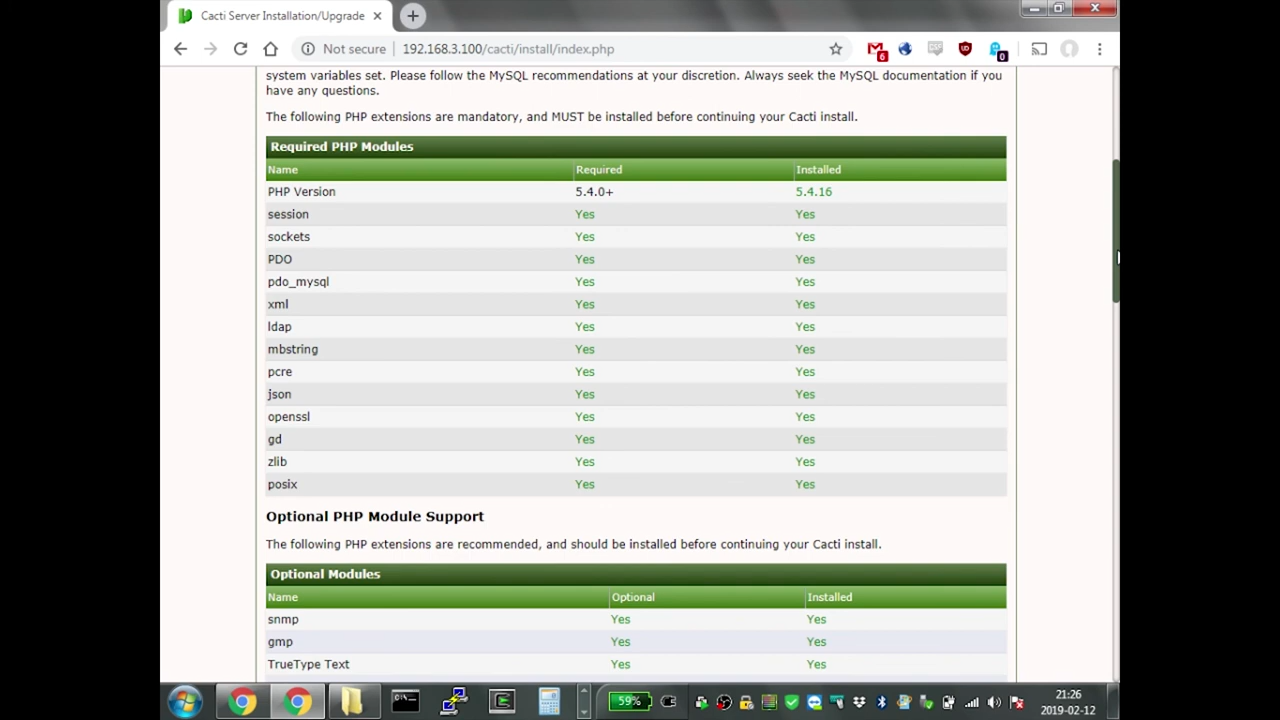 Cacti Server Installation/Upgrade
Not secure 192.168.3.100/cacti/install/index.php
6
0
system variables set. Please follow the MySQL recommendations at your discretion. Always seek the MySQL documentation if you
have any questions.
The following PHP extensions are mandatory, and MUST be installed before continuing your Cacti install.
Required PHP Modules
Name Required Installed
PHP Version 5.4.0+ 5.4.16
session Yes Yes
sockets Yes Yes
PDO Yes Yes
pdo_mysql Yes Yes
xml Yes Yes
ldap Yes Yes
mbstring Yes Yes
pcre Yes Yes
json Yes Yes
openssl Yes Yes
gd Yes Yes
zlib Yes Yes
posix Yes Yes
Optional PHP Module Support
The following PHP extensions are recommended, and should be installed before continuing your Cacti install.
Optional Modules
Name Optional Installed
snmp Yes Yes
gmp Yes Yes
TrueType Text Yes Yes
59%
21:26
2019-02-12